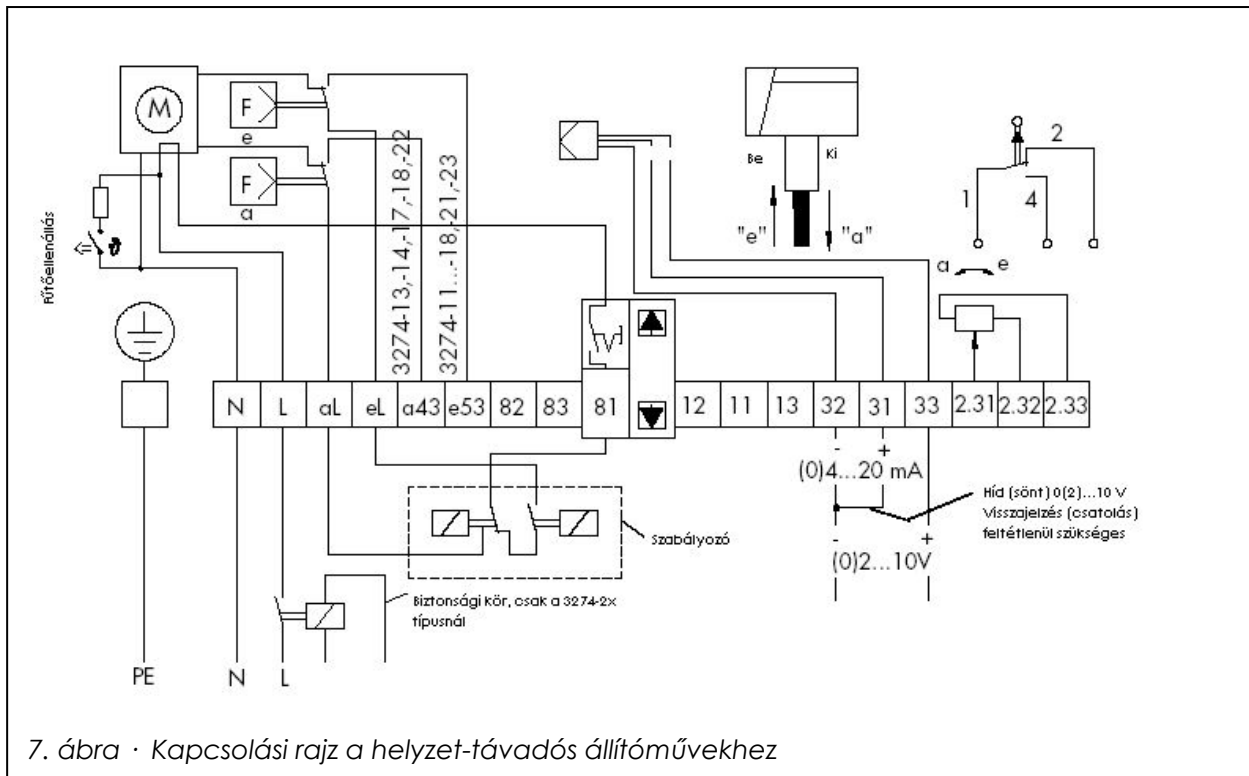 M
F
e
F
a
Fűtőellenállás
3274-13,-14,-17,-18,-22
3274-11...-18,-21,-23
Be
Ki
"e"
"a"
2
1
4
a
e
N
L
aL
eL
a43
e53
82
83
81
12
11
13
32
31
33
2.31
2.32
2.33
- +
(0)4...20 mA
Híd (sönt) 0(2)...10 V
Visszajelzés (csatolás)
feltétlenül szükséges
- +
(0)2...10V
Szabályozó
Biztonsági kör, csak a 3274-2x
típusnál
PE
N
L
7. ábra · Kapcsolási rajz a helyzet-távadós állítóművekhez